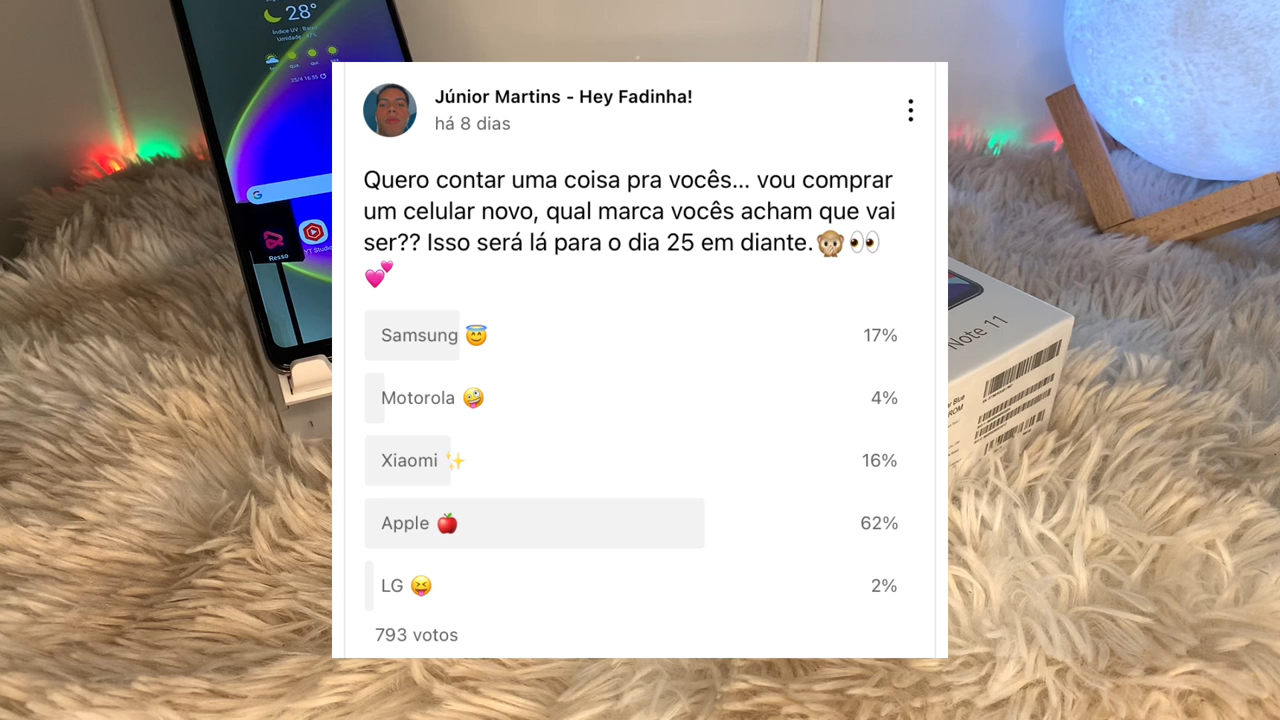 28°
Índice UV : Baixo
25/4 16:55
G
Resso
YT Studio
Júnior Martins - Hey Fadinha!
há 8 dias
Quero contar uma coisa pra vocês... vou comprar
um celular novo, qual marca vocês acham que vai
ser?? Isso será lá para o dia 25 em diante.🙊👀
💕
Samsung 😇 17%
Motorola 🤪 4%
Xiaomi ✨ 16%
Apple 🍎 62%
LG 😝 2%
793 votos
Note 11
Blue
ROM